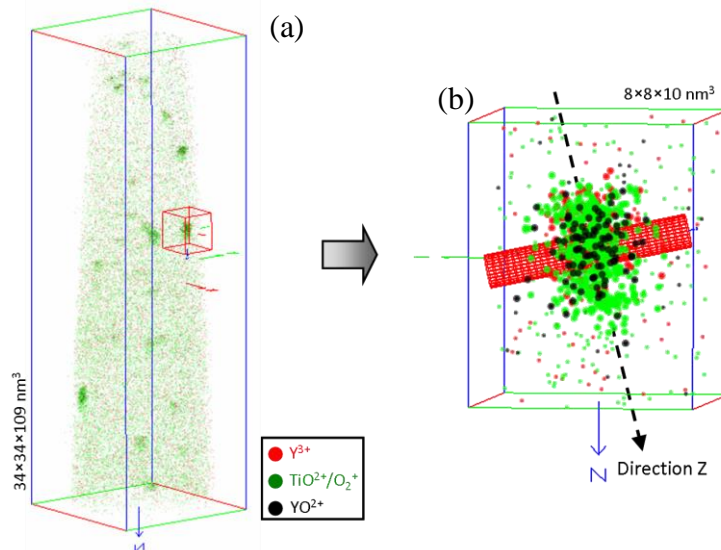 (a)
34×34×109 nm³
Z
Y³⁺
TiO²⁺/O₂⁺
YO²⁺
(b)
8×8×10 nm³
Z
Direction Z